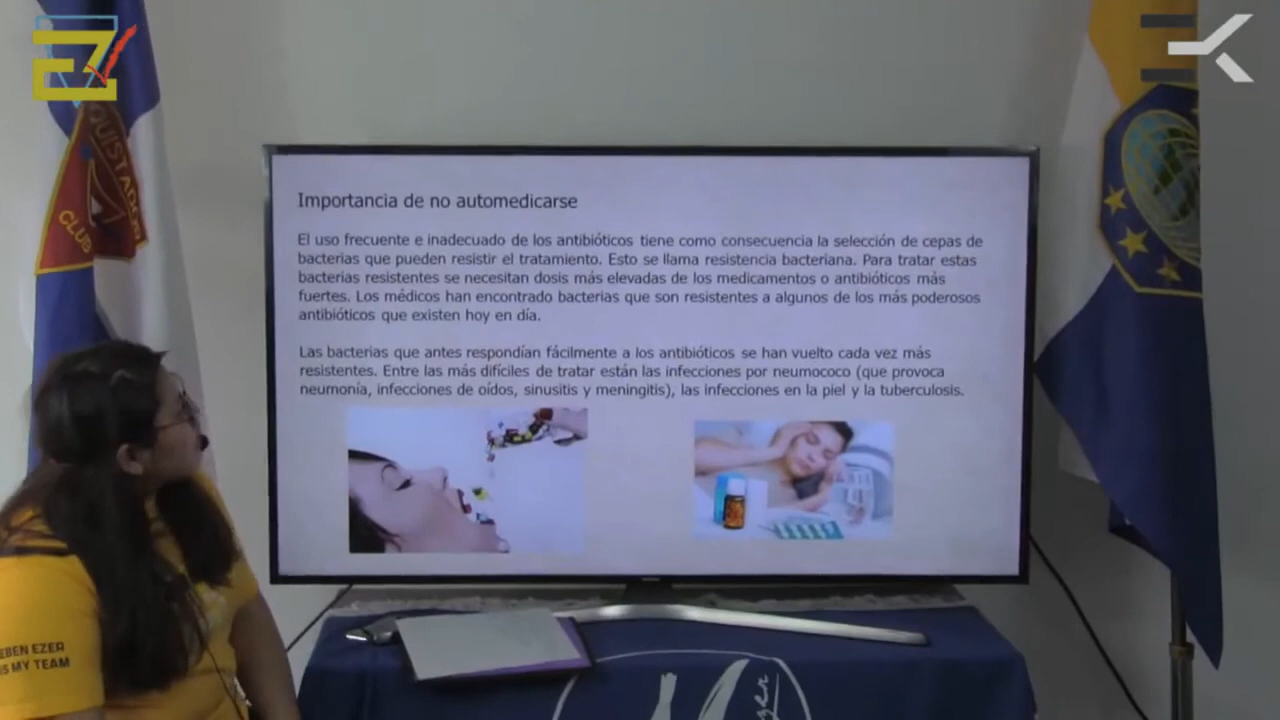 QUISTADOR
CLUB
Importancia de no automedicarse
El uso frecuente e inadecuado de los antibióticos tiene como consecuencia la selección de cepas de
bacterias que pueden resistir el tratamiento. Esto se llama resistencia bacteriana. Para tratar estas
bacterias resistentes se necesitan dosis más elevadas de los medicamentos o antibióticos más
fuertes. Los médicos han encontrado bacterias que son resistentes a algunos de los más poderosos
antibióticos que existen hoy en día.
Las bacterias que antes respondían fácilmente a los antibióticos se han vuelto cada vez más
resistentes. Entre las más difíciles de tratar están las infecciones por neumococo (que provoca
neumonía, infecciones de oídos, sinusitis y meningitis), las infecciones en la piel y la tuberculosis.
EBEN EZER
IS MY TEAM